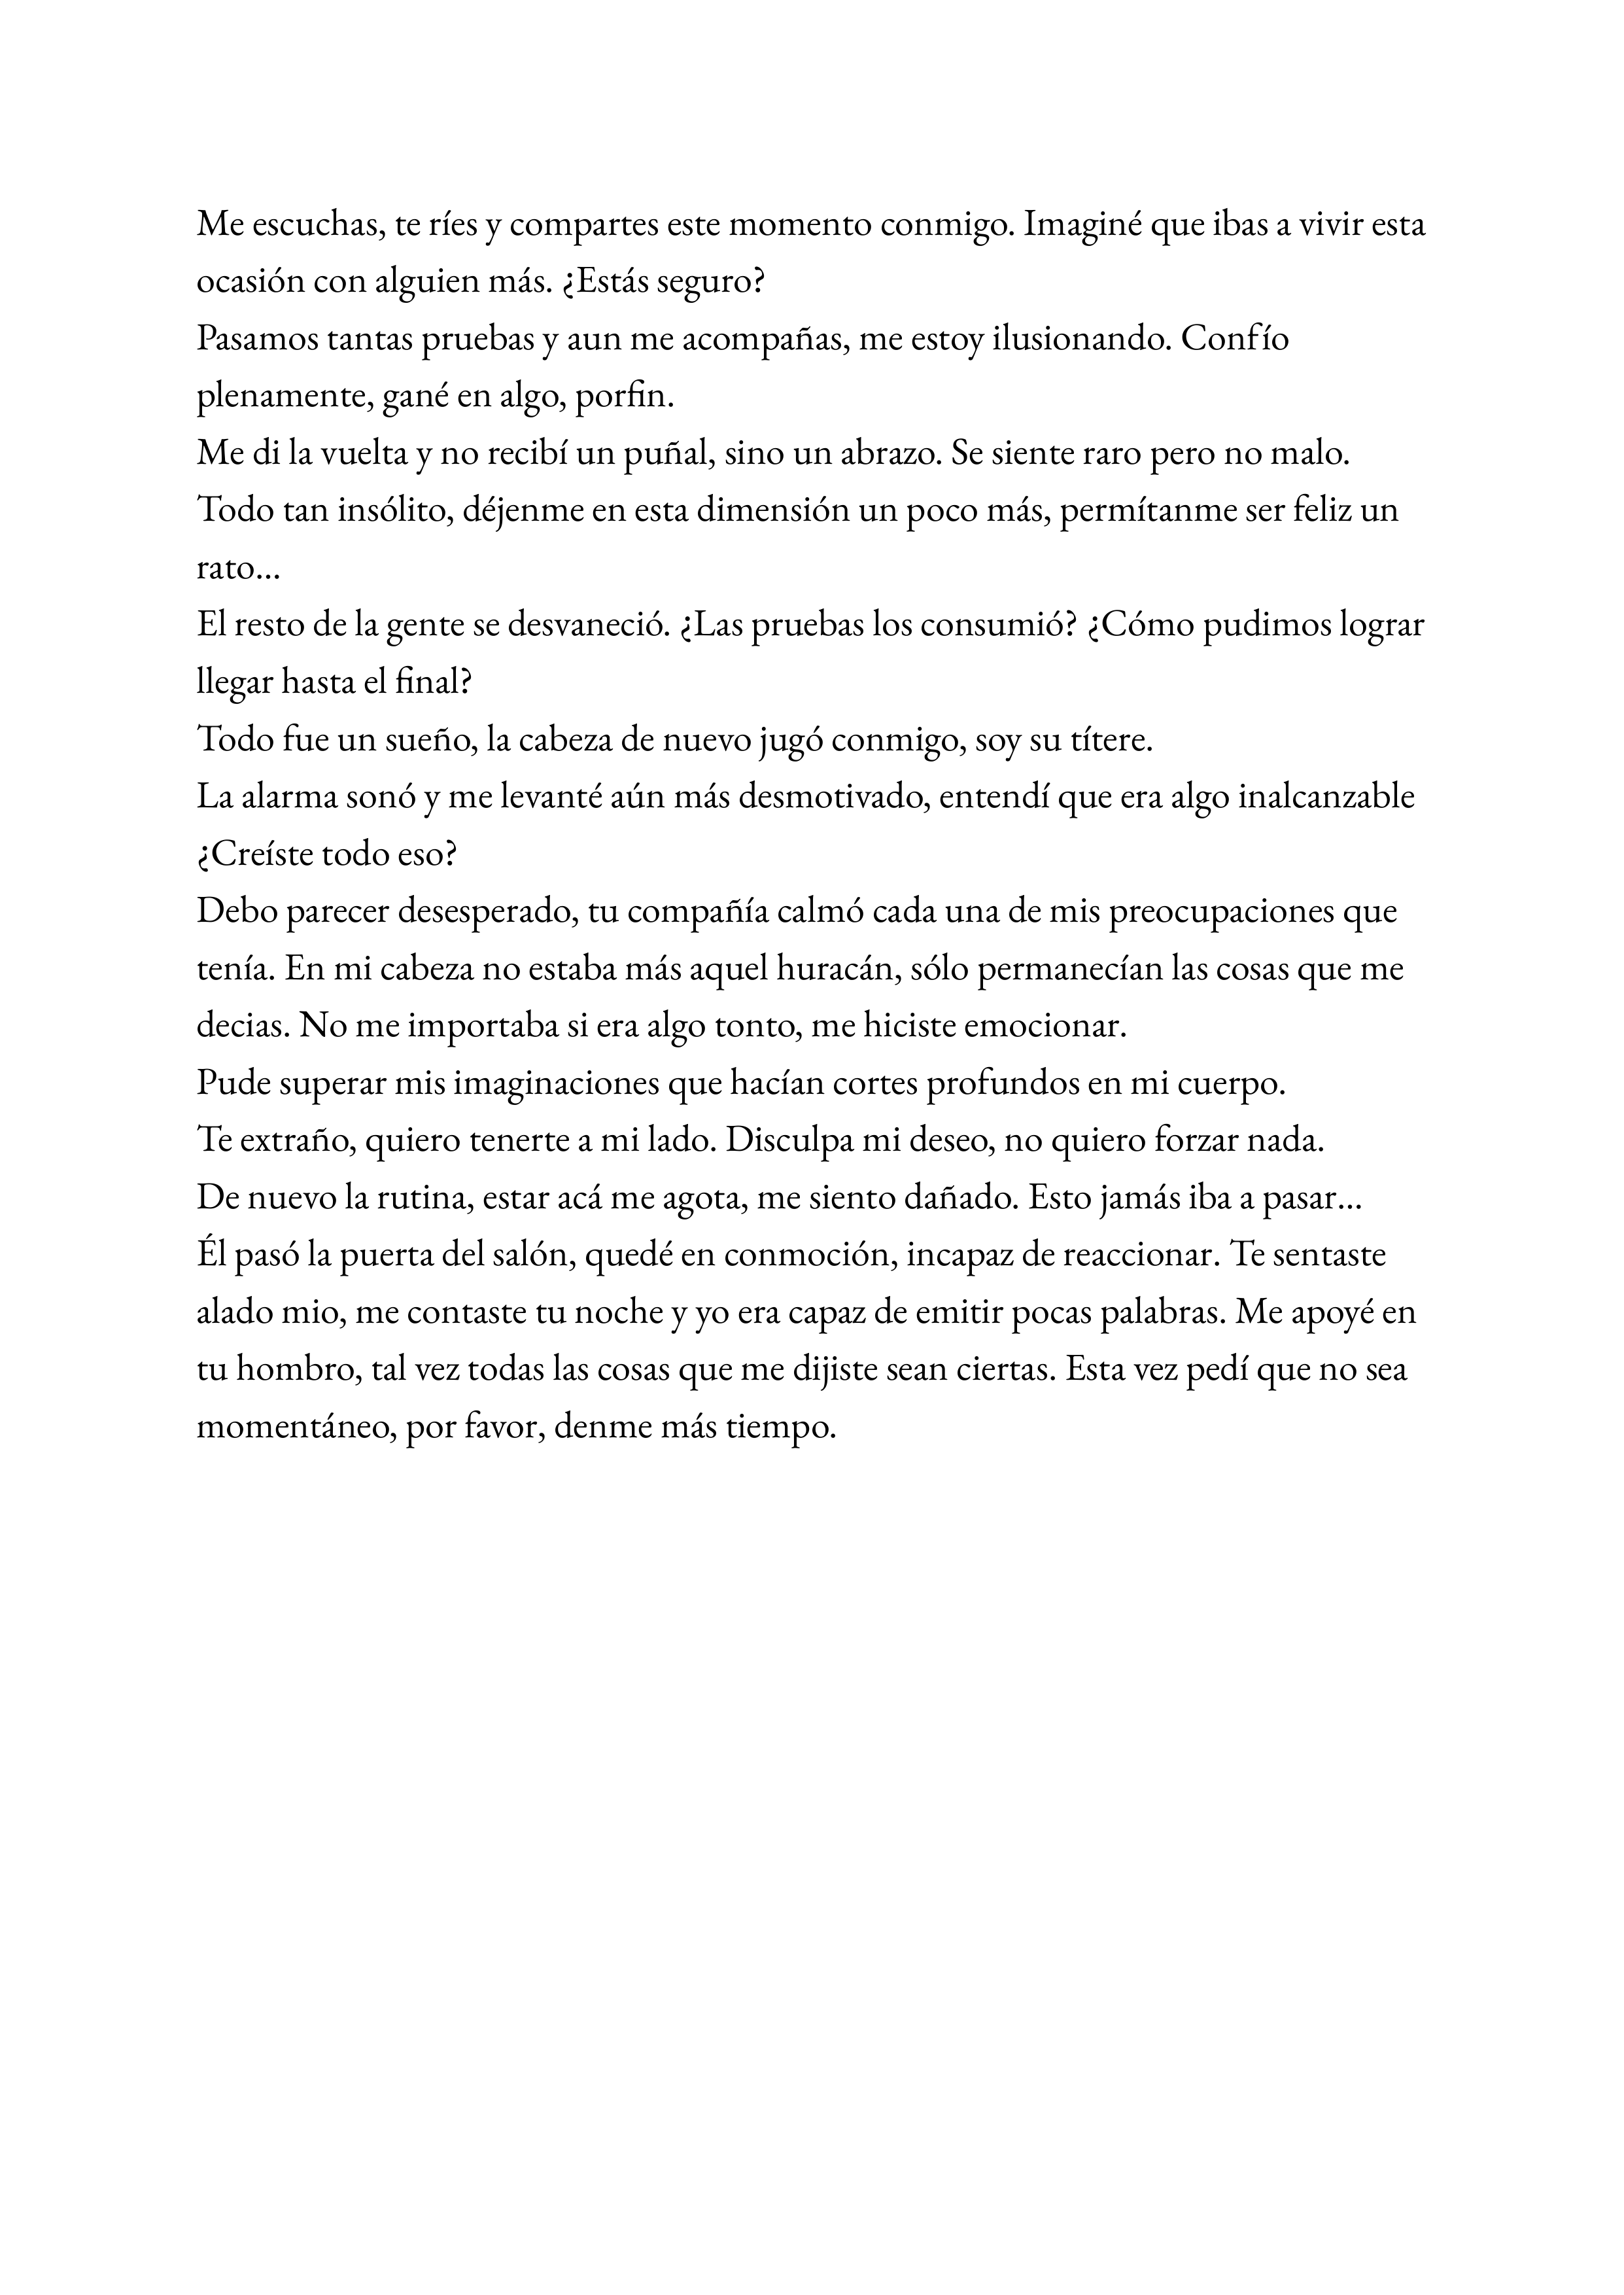 Me escuchas, te ríes y compartes este momento conmigo. Imaginé que ibas a vivir esta
ocasión con alguien más. ¿Estás seguro?
Pasamos tantas pruebas y aun me acompañas, me estoy ilusionando. Confío
plenamente, gané en algo, porfin.
Me di la vuelta y no recibí un puñal, sino un abrazo. Se siente raro pero no malo.
Todo tan insólito, déjenme en esta dimensión un poco más, permítanme ser feliz un
rato...
El resto de la gente se desvaneció. ¿Las pruebas los consumió? ¿Cómo pudimos lograr
llegar hasta el final?
Todo fue un sueño, la cabeza de nuevo jugó conmigo, soy su títere.
La alarma sonó y me levanté aún más desmotivado, entendí que era algo inalcanzable
¿Creíste todo eso?
Debo parecer desesperado, tu compañía calmó cada una de mis preocupaciones que
tenía. En mi cabeza no estaba más aquel huracán, sólo permanecían las cosas que me
decias. No me importaba si era algo tonto, me hiciste emocionar.
Pude superar mis imaginaciones que hacían cortes profundos en mi cuerpo.
Te extraño, quiero tenerte a mi lado. Disculpa mi deseo, no quiero forzar nada.
De nuevo la rutina, estar acá me agota, me siento dañado. Esto jamás iba a pasar...
Él pasó la puerta del salón, quedé en conmoción, incapaz de reaccionar. Te sentaste
alado mio, me contaste tu noche y yo era capaz de emitir pocas palabras. Me apoyé en
tu hombro, tal vez todas las cosas que me dijiste sean ciertas. Esta vez pedí que no sea
momentáneo, por favor, denme más tiempo.